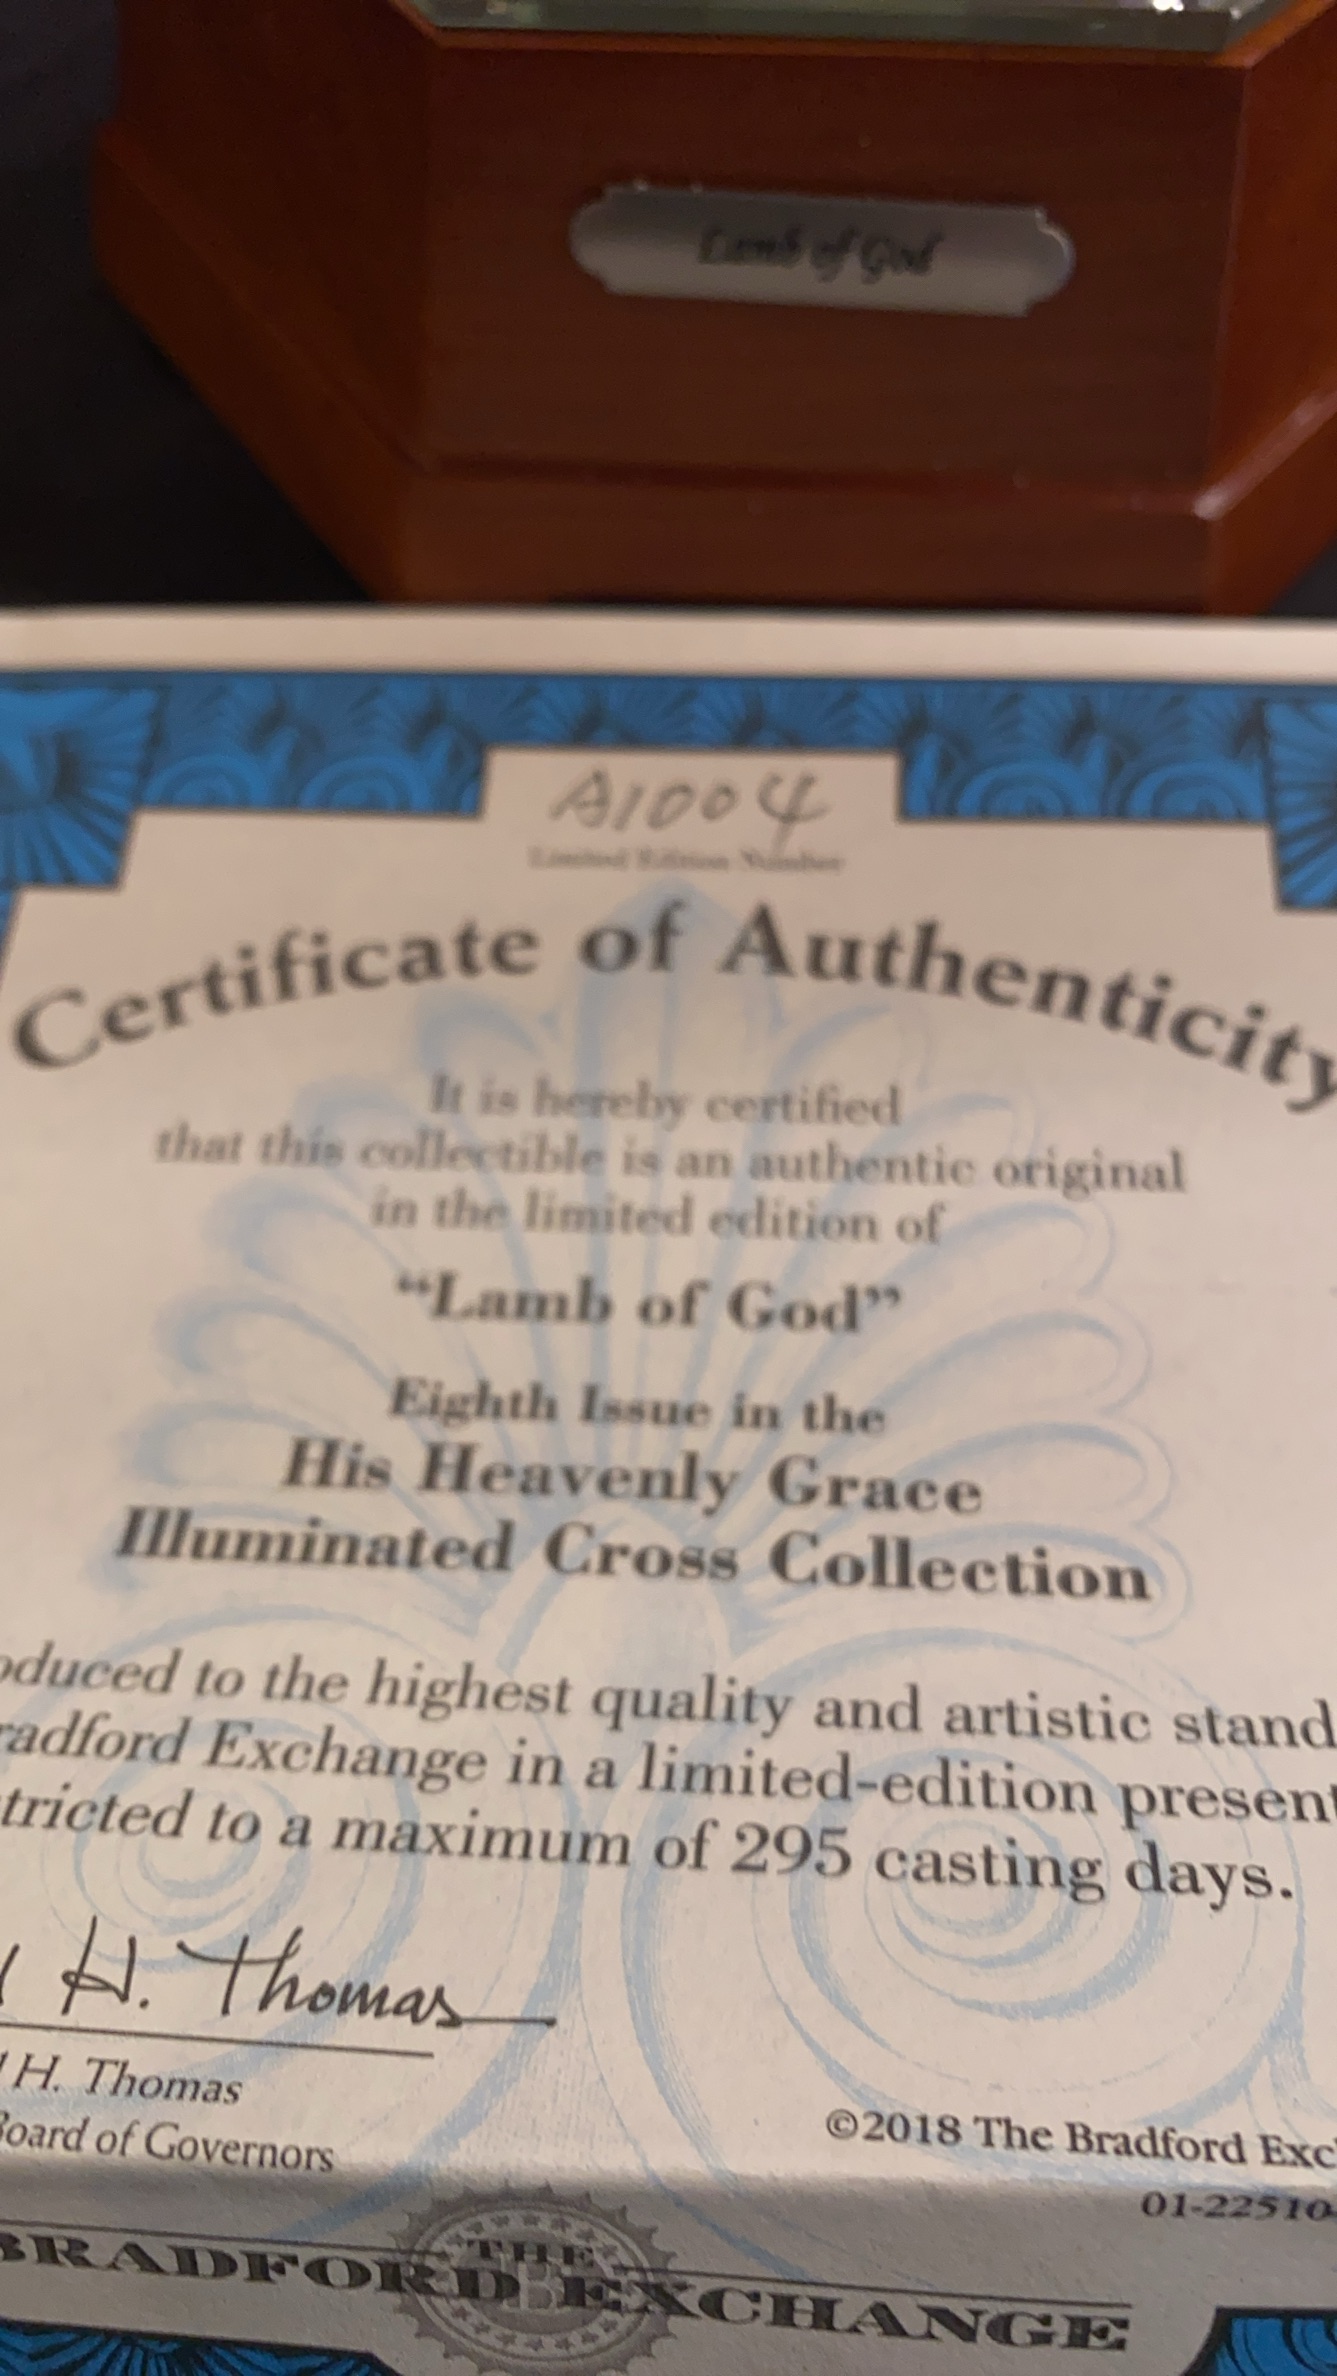 Lamb of God
A1004
Limited Edition Number
Certificate of Authenticity
It is hereby certified
that this collectible is an authentic original
in the limited edition of
“Lamb of God”
Eighth Issue in the
His Heavenly Grace
Illuminated Cross Collection
oduced to the highest quality and artistic stand
radford Exchange in a limited-edition present
tricted to a maximum of 295 casting days.
H. Thomas
H. Thomas
Board of Governors
©2018 The Bradford Exc
01-22510
THE
BRADFORD EXCHANGE